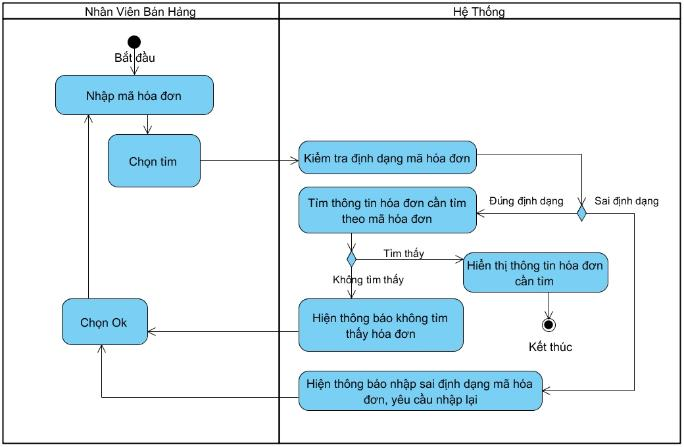 Nhân Viên Bán Hàng
Hệ Thống
Bắt đầu
Nhập mã hóa đơn
Chọn tìm
Kiểm tra định dạng mã hóa đơn
Tìm thông tin hóa đơn cần tìm
theo mã hóa đơn
Đúng định dạng
Sai định dạng
Tìm thấy
Hiển thị thông tin hóa đơn
cần tìm
Không tìm thấy
Chọn Ok
Hiện thông báo không tìm
thấy hóa đơn
Kết thúc
Hiện thông báo nhập sai định dạng mã hóa
đơn, yêu cầu nhập lại